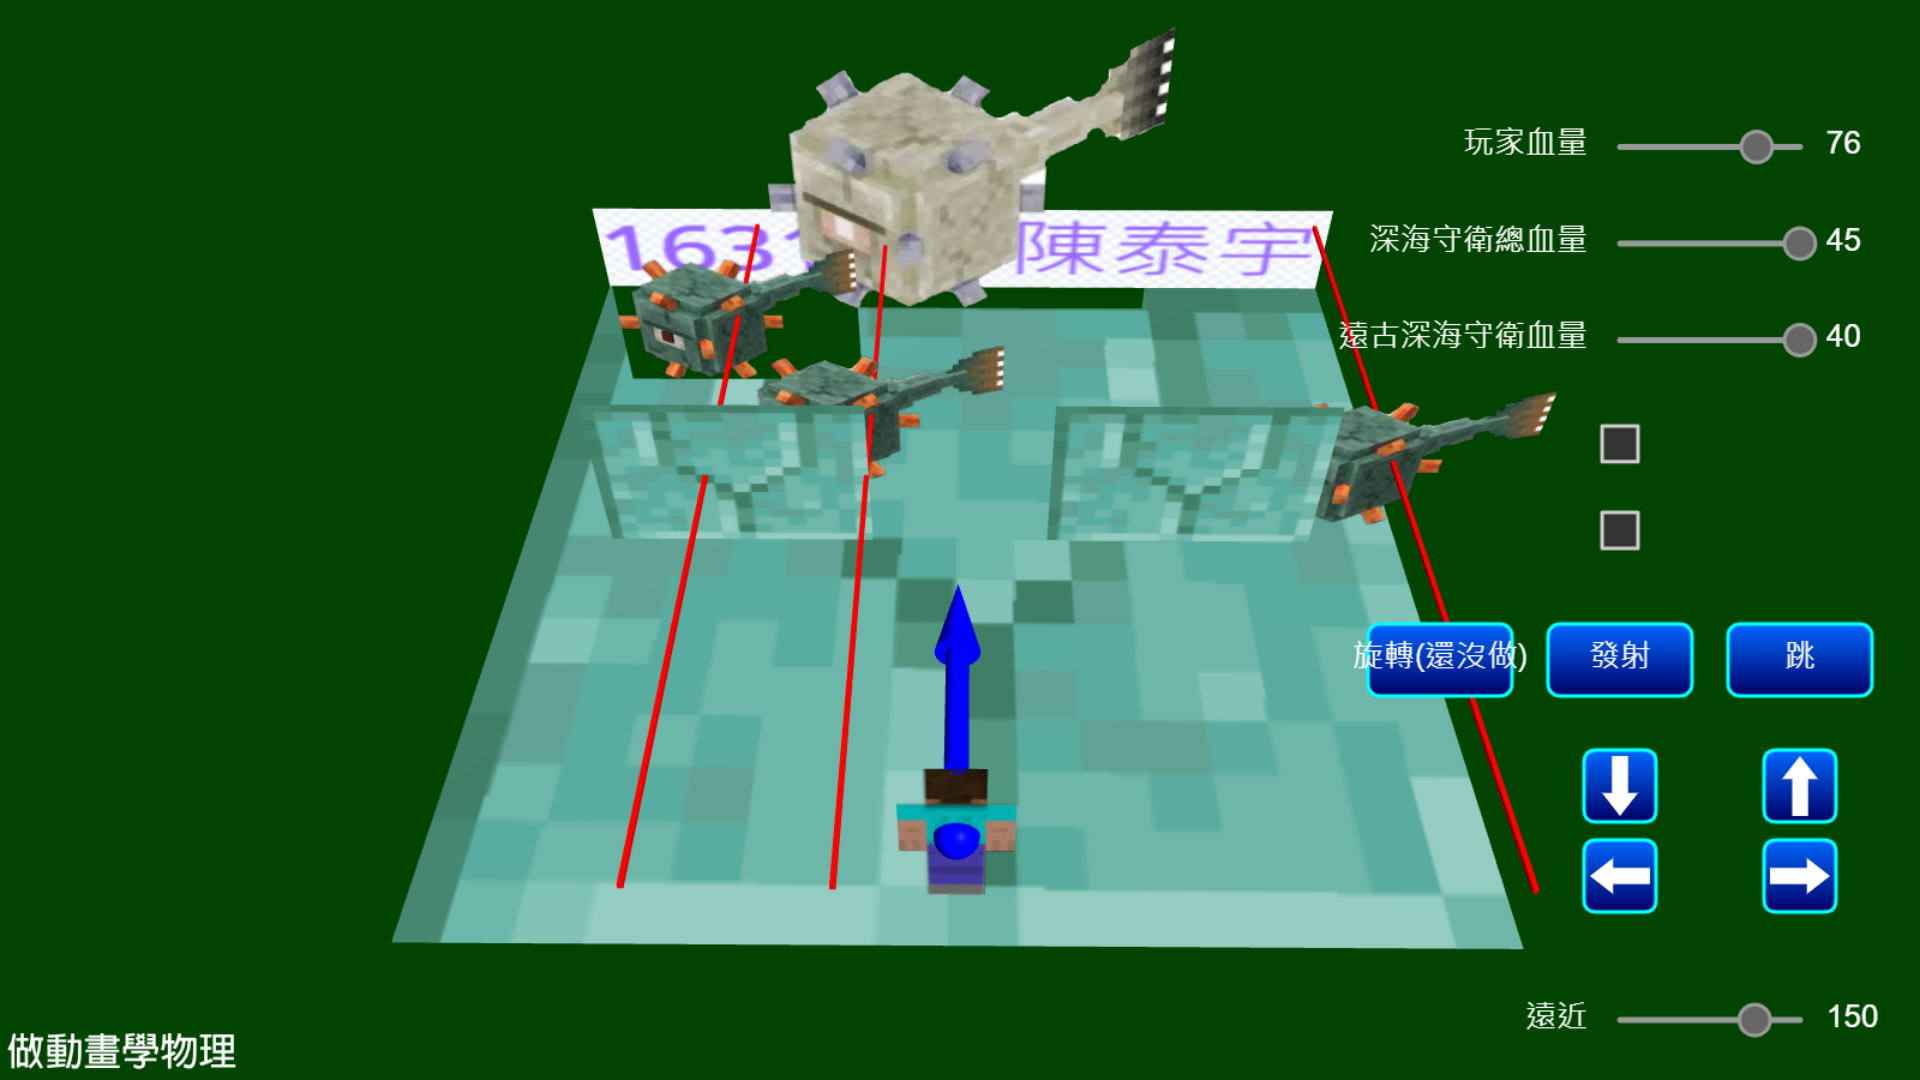 玩家血量 76
163 陳泰宇
深海守衛總血量 45
遠古深海守衛血量 40
旋轉(還沒做) 發射 跳
遠近 150
做動畫學物理